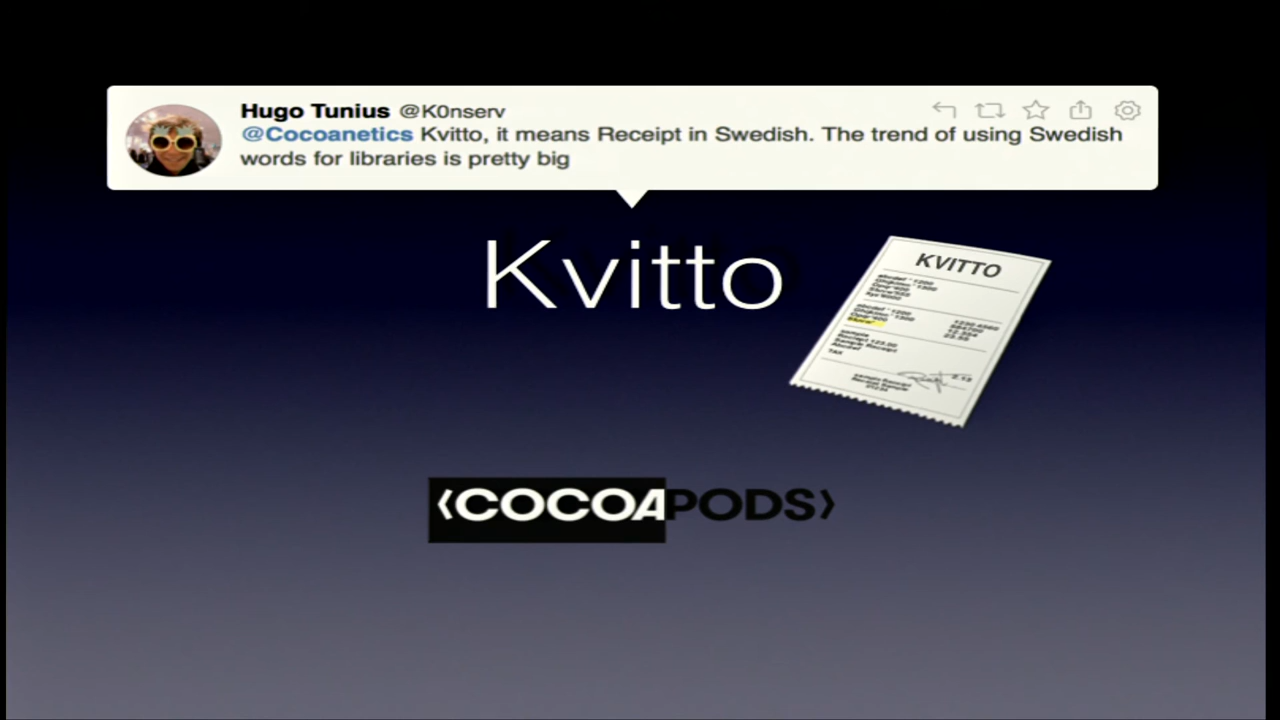 Hugo Tunius @K0nserv
@Cocoanetics Kvitto, it means Receipt in Swedish. The trend of using Swedish
words for libraries is pretty big
Kvitto
KVITTO
TAX
<COCOAPODS>